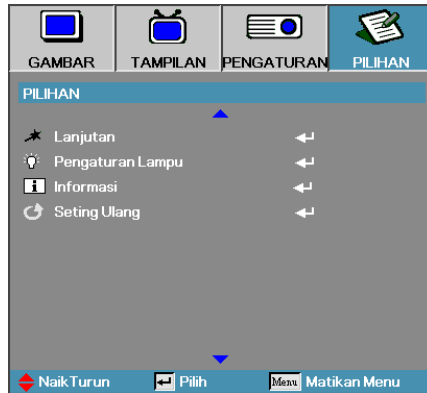 GAMBAR TAMPILAN PENGATURAN PILIHAN
PILIHAN
Lanjutan
Pengaturan Lampu
i Informasi
Seting Ulang
NaikTurun Pilih Menu Matikan Menu